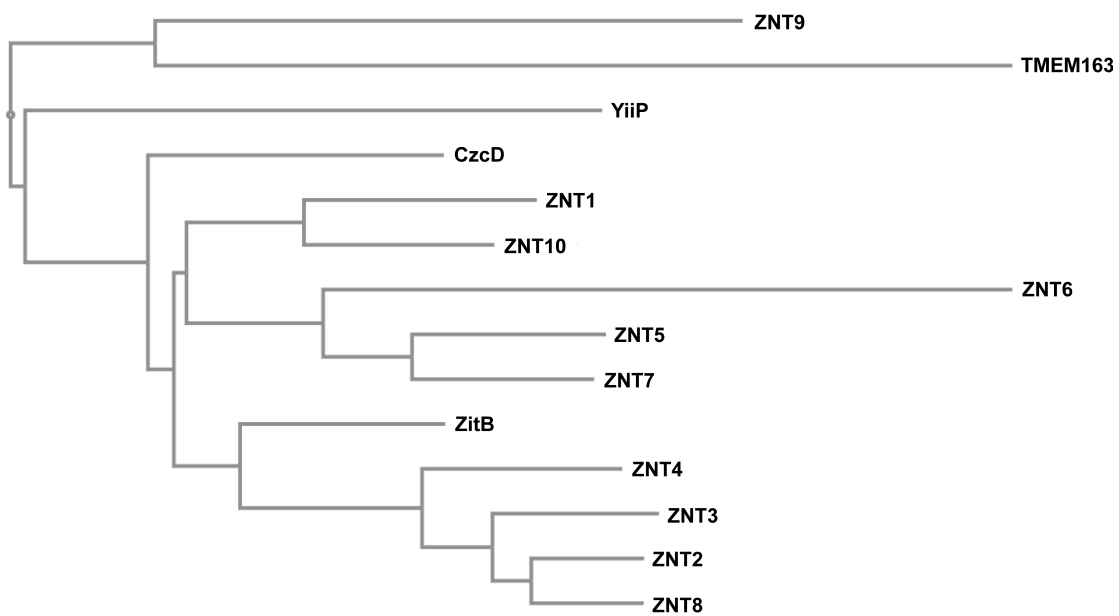 ZNT9
TMEM163
YiiP
CzcD
ZNT1
ZNT10
ZNT6
ZNT5
ZNT7
ZitB
ZNT4
ZNT3
ZNT2
ZNT8